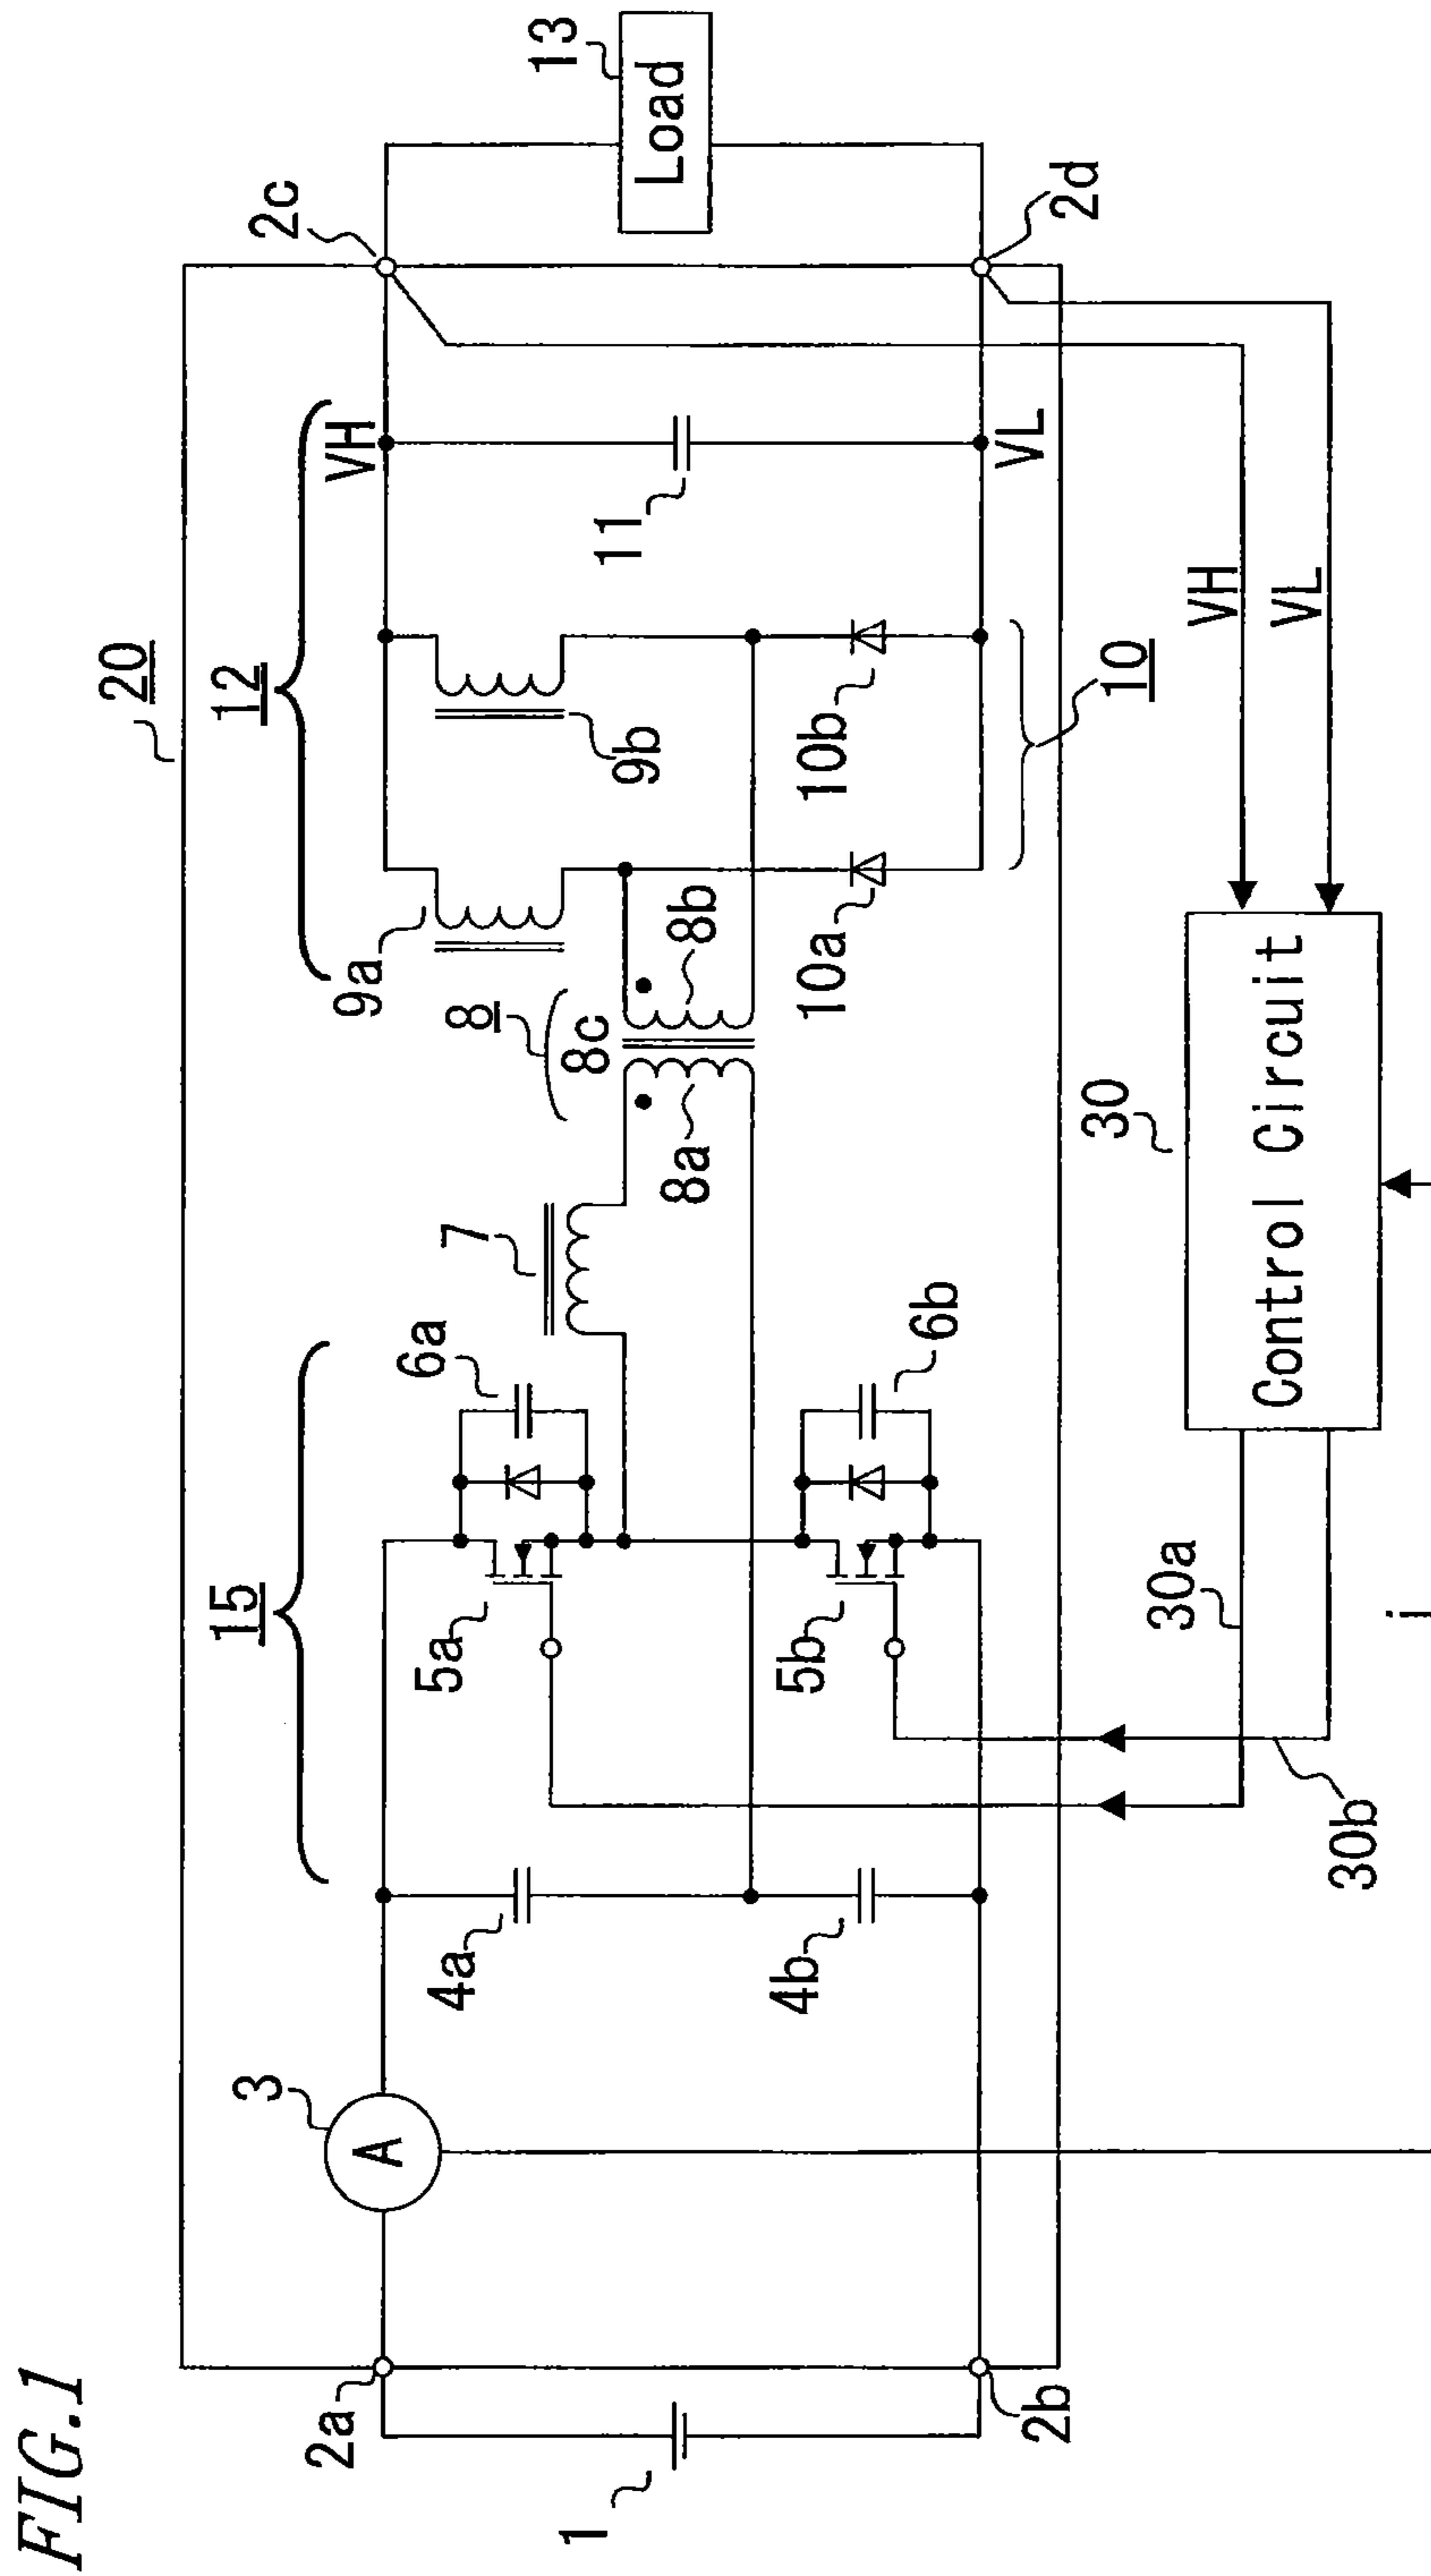 FIG.1
20
12
15
VH
2c
13
Load
2a
3
A
1
2b
4a
4b
5a
5b
6a
6b
7
8
8c
8a
8b
9a
9b
10a
10b
10
11
VL
2d
VH
VL
30
Control Circuit
30a
30b
i